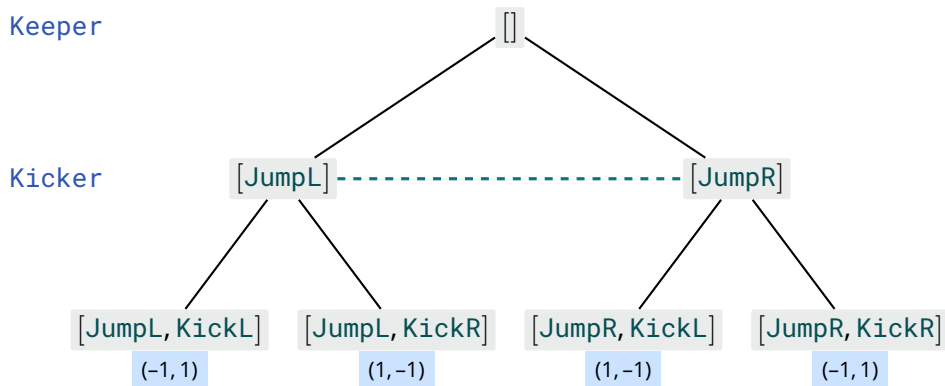 Keeper []
Kicker [JumpL] [JumpR]
[JumpL,KickL] [JumpL,KickR] [JumpR,KickL] [JumpR,KickR]
(–1, 1) (1, –1) (1, –1) (–1, 1)